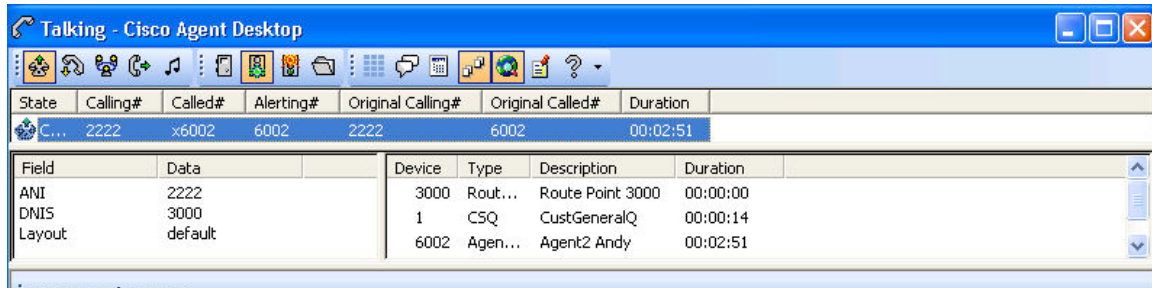 Talking - Cisco Agent Desktop
State Calling# Called# Alerting# Original Calling# Original Called# Duration
C... 2222 x6002 6002 2222 6002 00:02:51
Field Data
ANI 2222
DNIS 3000
Layout default
Device Type Description Duration
3000 Rout... Route Point 3000 00:00:00
1 CSQ CustGeneralQ 00:00:14
6002 Agen... Agent2 Andy 00:02:51